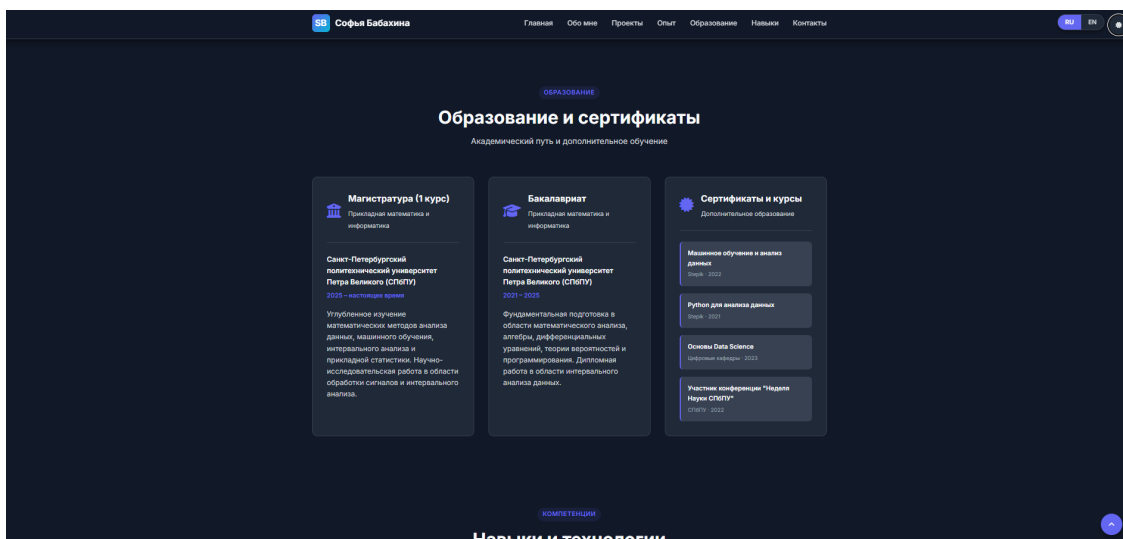 SB Софья Бабахина
Главная Обо мне Проекты Опыт Образование Навыки Контакты
RU EN
ОБРАЗОВАНИЕ
Образование и сертификаты
Академический путь и дополнительное обучение
Магистратура (1 курс)
Прикладная математика и
информатика
Санкт-Петербургский
политехнический университет
Петра Великого (СПбПУ)
2025 – настоящее время
Углубленное изучение
математических методов анализа
данных, машинного обучения,
интервального анализа и
прикладной статистики. Научно-
исследовательская работа в области
обработки сигналов и интервального
анализа.
Бакалавриат
Прикладная математика и
информатика
Санкт-Петербургский
политехнический университет
Петра Великого (СПбПУ)
2021 – 2025
Фундаментальная подготовка в
области математического анализа,
алгебры, дифференциальных
уравнений, теории вероятностей и
программирования. Дипломная
работа в области интервального
анализа данных.
Сертификаты и курсы
Дополнительное образование
Машинное обучение и анализ
данных
Stepik · 2022
Python для анализа данных
Stepik · 2021
Основы Data Science
Цифровые кафедры · 2023
Участник конференции "Неделя
Науки СПбПУ"
СПбПУ · 2022
КОМПЕТЕНЦИИ
Навыки и технологии